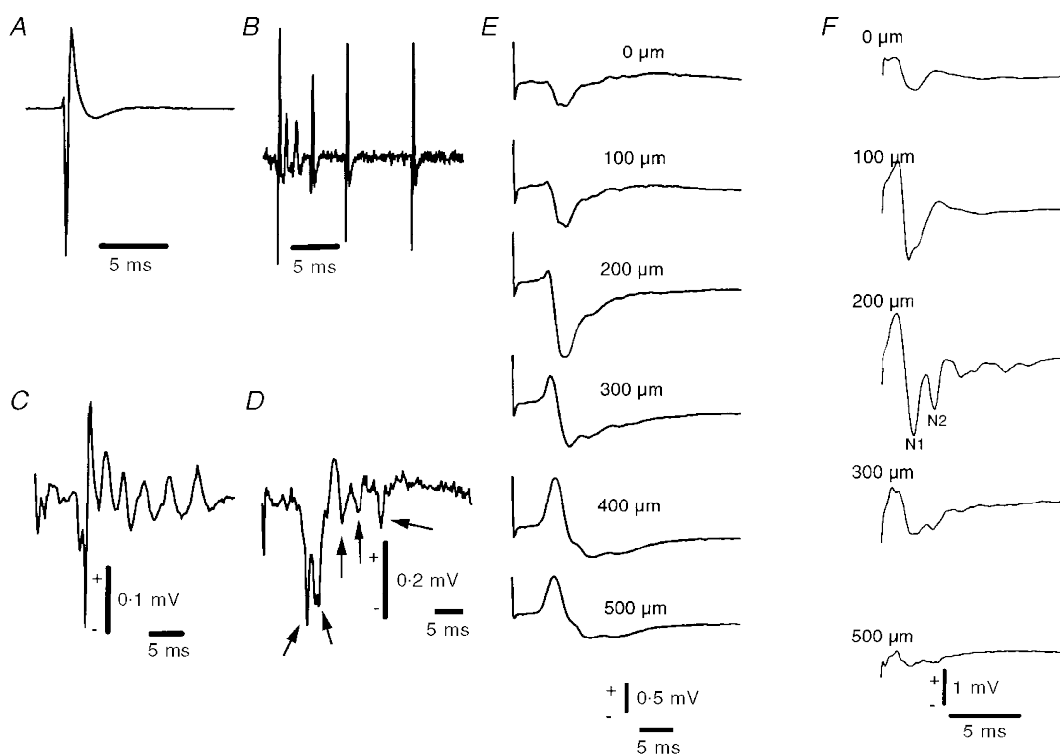 A
5 ms
B
5 ms
C
+
0·1 mV
-
5 ms
D
+
0·2 mV
-
5 ms
E
0 µm
100 µm
200 µm
300 µm
400 µm
500 µm
+
0·5 mV
-
5 ms
F
0 µm
100 µm
200 µm
N1
N2
300 µm
500 µm
+
1 mV
-
5 ms